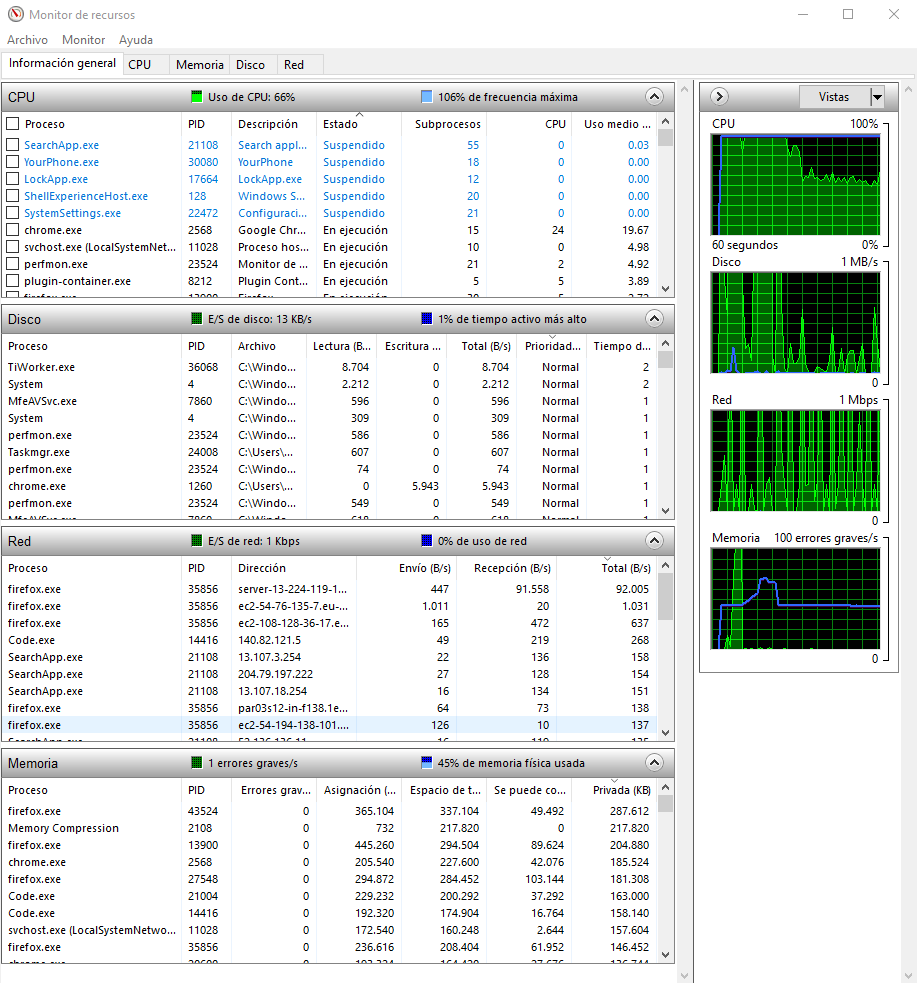 Monitor de recursos
Archivo Monitor Ayuda
Información general CPU Memoria Disco Red
CPU Uso de CPU: 66% 106% de frecuencia máxima
Proceso PID Descripción Estado Subprocesos CPU Uso medio ...
SearchApp.exe 21108 Search appl... Suspendido 55 0 0.03
YourPhone.exe 30080 YourPhone Suspendido 18 0 0.00
LockApp.exe 17664 LockApp.exe Suspendido 12 0 0.00
ShellExperienceHost.exe 128 Windows S... Suspendido 20 0 0.00
SystemSettings.exe 22472 Configuraci... Suspendido 21 0 0.00
chrome.exe 2568 Google Chr... En ejecución 15 24 19.67
svchost.exe (LocalSystemNet... 11028 Proceso hos... En ejecución 10 0 4.98
perfmon.exe 23524 Monitor de ... En ejecución 21 2 4.92
plugin-container.exe 8212 Plugin Cont... En ejecución 5 5 3.89
Disco E/S de disco: 13 KB/s 1% de tiempo activo más alto
Proceso PID Archivo Lectura (B... Escritura ... Total (B/s) Prioridad... Tiempo d...
TiWorker.exe 36068 C:\Windo... 8.704 0 8.704 Normal 2
System 4 C:\Windo... 2.212 0 2.212 Normal 2
MfeAVSvc.exe 7860 C:\Windo... 596 0 596 Normal 1
System 4 C:\Windo... 309 0 309 Normal 1
perfmon.exe 23524 C:\Windo... 586 0 586 Normal 1
Taskmgr.exe 24008 C:\Users\... 607 0 607 Normal 1
perfmon.exe 23524 C:\Windo... 74 0 74 Normal 1
chrome.exe 1260 C:\Users\... 0 5.943 5.943 Normal 1
perfmon.exe 23524 C:\Windo... 549 0 549 Normal 1
Red E/S de red: 1 Kbps 0% de uso de red
Proceso PID Dirección Envío (B/s) Recepción (B/s) Total (B/s)
firefox.exe 35856 server-13-224-119-1... 447 91.558 92.005
firefox.exe 35856 ec2-54-76-135-7.eu-... 1.011 20 1.031
firefox.exe 35856 ec2-108-128-36-17.e... 165 472 637
Code.exe 14416 140.82.121.5 49 219 268
SearchApp.exe 21108 13.107.3.254 22 136 158
SearchApp.exe 21108 204.79.197.222 27 128 154
SearchApp.exe 21108 13.107.18.254 16 134 151
firefox.exe 35856 par03s12-in-f138.1e... 64 73 138
firefox.exe 35856 ec2-54-194-138-101.... 126 10 137
Memoria 1 errores graves/s 45% de memoria física usada
Proceso PID Errores grav... Asignación (... Espacio de t... Se puede co... Privada (KB)
firefox.exe 43524 0 365.104 337.104 49.492 287.612
Memory Compression 2108 0 732 217.820 0 217.820
firefox.exe 13900 0 445.260 294.504 89.624 204.880
chrome.exe 2568 0 205.540 227.600 42.076 185.524
firefox.exe 27548 0 294.872 284.452 103.144 181.308
Code.exe 21004 0 229.232 200.292 37.292 163.000
Code.exe 14416 0 192.320 174.904 16.764 158.140
svchost.exe (LocalSystemNetwo... 11028 0 172.540 160.248 2.644 157.604
firefox.exe 35856 0 236.616 208.404 61.952 146.452
Vistas
CPU 100%
60 segundos 0%
Disco 1 MB/s
0
Red 1 Mbps
0
Memoria 100 errores graves/s
0